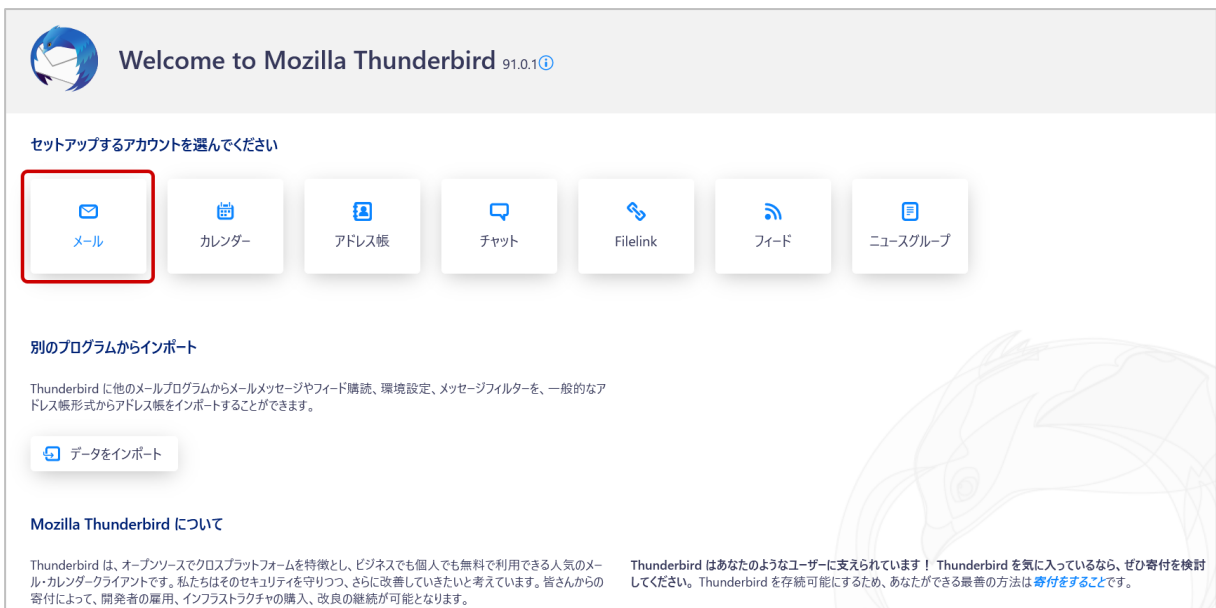 Welcome to Mozilla Thunderbird 91.0.1
セットアップするアカウントを選んでください
メール
カレンダー
アドレス帳
チャット
Filelink
フィード
ニュースグループ
別のプログラムからインポート
Thunderbird に他のメールプログラムからメールメッセージやフィード購読、環境設定、メッセージフィルターを、一般的なア
ドレス帳形式からアドレス帳をインポートすることができます。
データをインポート
Mozilla Thunderbird について
Thunderbird は、オープンソースでクロスプラットフォームを特徴とし、ビジネスでも個人でも無料で利用できる人気のメー
ル・カレンダークライアントです。私たちはそのセキュリティを守りつつ、さらに改善していきたいと考えています。皆さんからの
寄付によって、開発者の雇用、インフラストラクチャの購入、改良の継続が可能となります。
Thunderbird はあなたのようなユーザーに支えられています！ Thunderbird を気に入っているなら、ぜひ寄付を検討
してください。Thunderbird を存続可能にするため、あなたができる最善の方法は寄付をすることです。